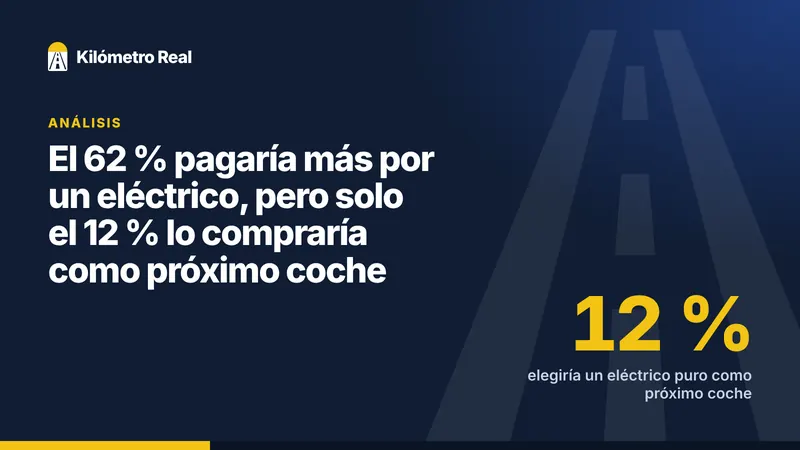 Kilómetro Real
ANÁLISIS
El 62 % pagaría más por
un eléctrico, pero solo
el 12 % lo compraría
como próximo coche
12 %
elegiría un eléctrico puro como
próximo coche